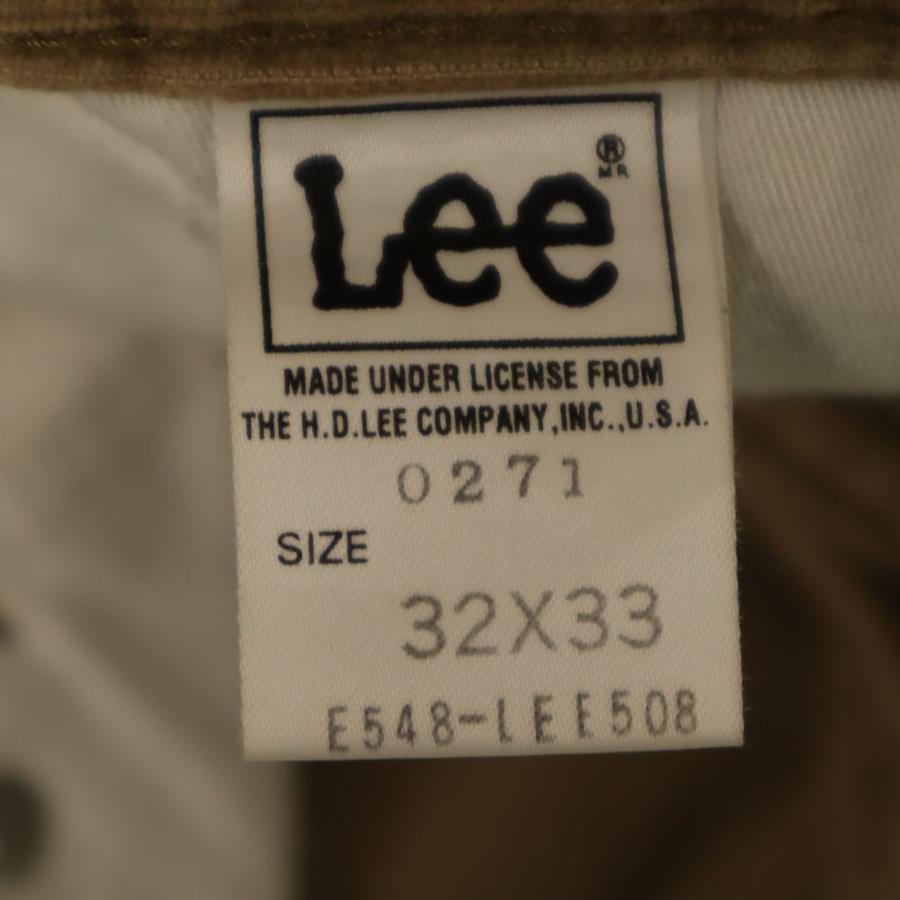 Lee
®
MR
MADE UNDER LICENSE FROM
THE H.D.LEE COMPANY,INC.,U.S.A.
0271
SIZE
32X33
E548-LEE508